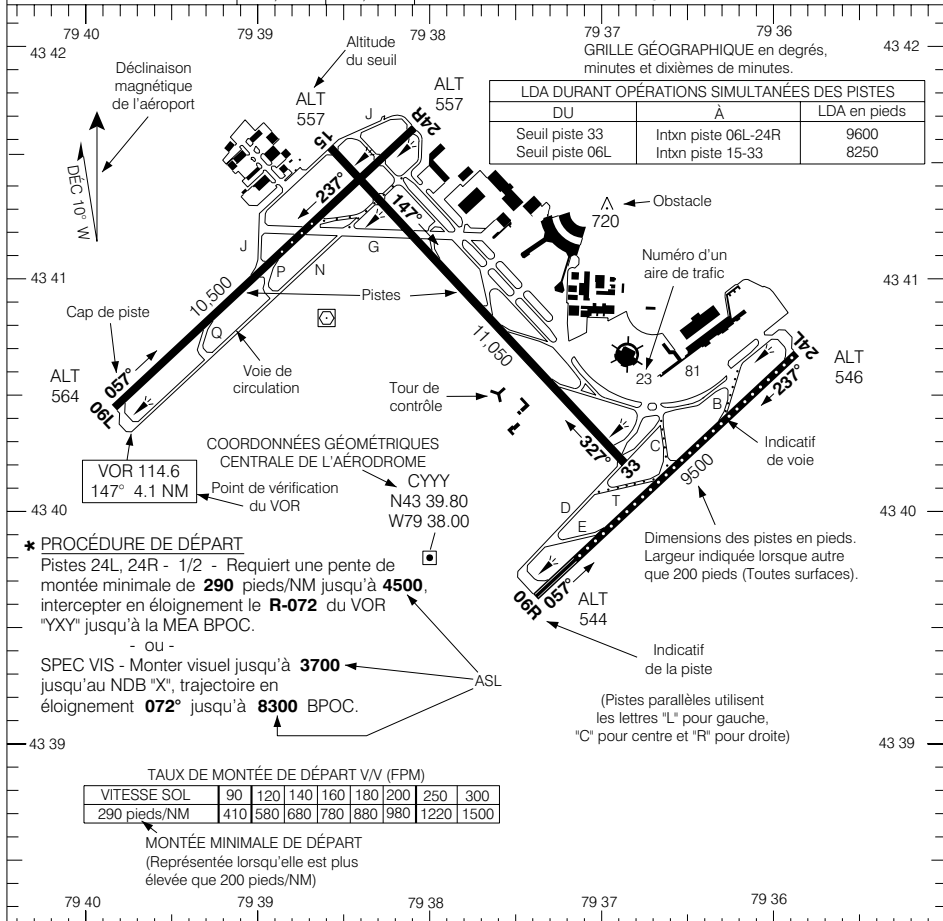 79 40
79 39
79 38
79 37
79 36
43 42
43 42
Altitude
du seuil
GRILLE GÉOGRAPHIQUE en degrés,
minutes et dixièmes de minutes.
Déclinaison
magnétique
de l'aéroport
DÉC 10° W
LDA DURANT OPÉRATIONS SIMULTANÉES DES PISTES
DU À LDA en pieds
Seuil piste 33 Intxn piste 06L-24R 9600
Seuil piste 06L Intxn piste 15-33 8250
ALT
557
ALT
557
J
15
24R
237°
147°
720
Obstacle
J
G
P
N
Q
43 41
43 41
10,500
Pistes
11,050
Numéro d'un
aire de trafic
Cap de piste
057°
06L
ALT
564
Voie de
circulation
Tour de
contrôle
23
81
24L
237°
ALT
546
B
C
327°
33
9500
Indicatif
de voie
VOR 114.6
147° 4.1 NM
Point de vérification
du VOR
COORDONNÉES GÉOMÉTRIQUES
CENTRALE DE L'AÉRODROME
CYYY
N43 39.80
W79 38.00
43 40
43 40
D
T
E
Dimensions des pistes en pieds.
Largeur indiquée lorsque autre
que 200 pieds (Toutes surfaces).
06R
057°
ALT
544
* PROCÉDURE DE DÉPART
Pistes 24L, 24R - 1/2 - Requiert une pente de
montée minimale de 290 pieds/NM jusqu'à 4500,
intercepter en éloignement le R-072 du VOR
"YXY" jusqu'à la MEA BPOC.
- ou -
SPEC VIS - Monter visuel jusqu'à 3700
jusqu'au NDB "X", trajectoire en
éloignement 072° jusqu'à 8300 BPOC.
ASL
Indicatif
de la piste
(Pistes parallèles utilisent
les lettres "L" pour gauche,
"C" pour centre et "R" pour droite)
43 39
43 39
TAUX DE MONTÉE DE DÉPART V/V (FPM)
VITESSE SOL 90 120 140 160 180 200 250 300
290 pieds/NM 410 580 680 780 880 980 1220 1500
MONTÉE MINIMALE DE DÉPART
(Représentée lorsqu'elle est plus
élevée que 200 pieds/NM)
79 40
79 39
79 38
79 37
79 36